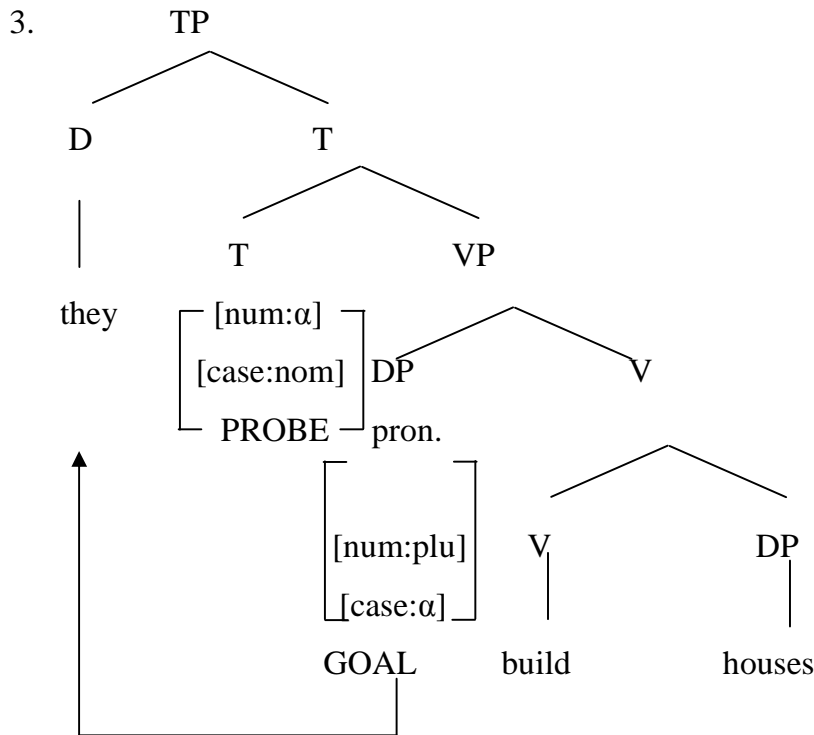 3. TP
D T
T VP
they [num:α]
[case:nom] DP V
PROBE pron.
[num:plu] V DP
[case:α]
GOAL build houses